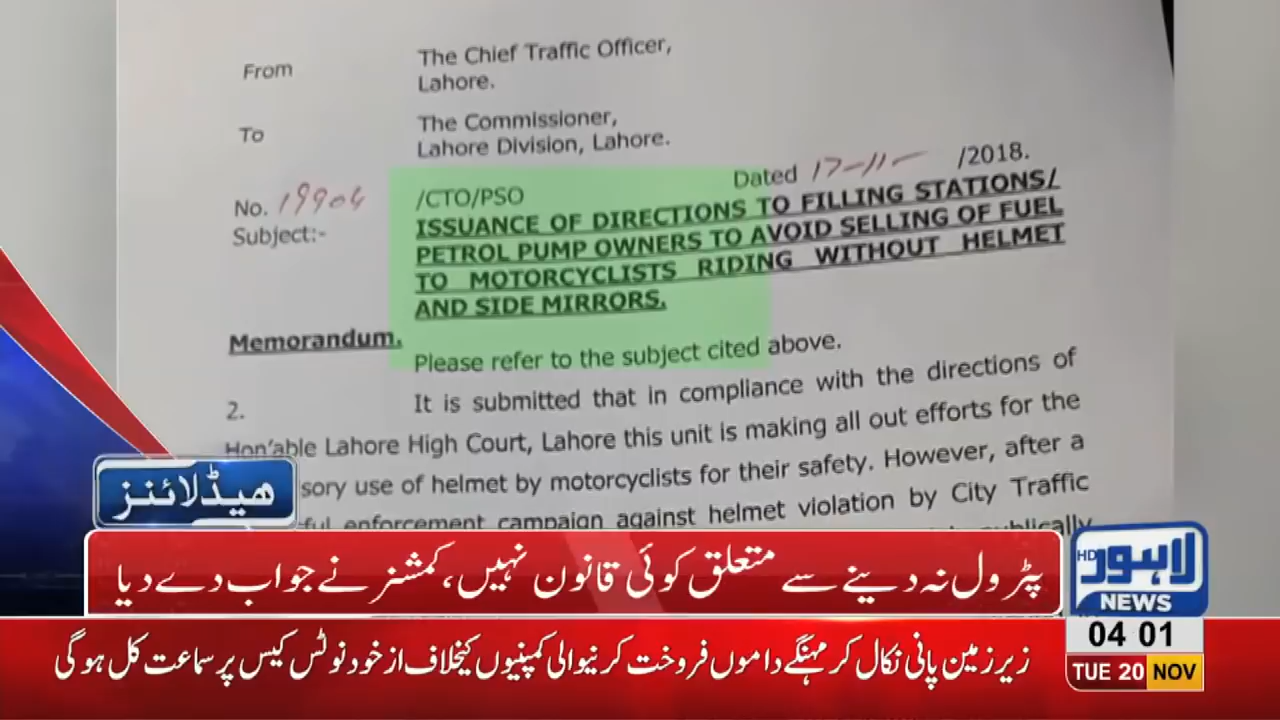 From
The Chief Traffic Officer,
Lahore.
To
The Commissioner,
Lahore Division, Lahore.
No. 19904 /CTO/PSO Dated 17-11- /2018.
Subject:- ISSUANCE OF DIRECTIONS TO FILLING STATIONS/
PETROL PUMP OWNERS TO AVOID SELLING OF FUEL
TO MOTORCYCLISTS RIDING WITHOUT HELMET
AND SIDE MIRRORS.
Memorandum.
Please refer to the subject cited above.
2. It is submitted that in compliance with the directions of
Hon'able Lahore High Court, Lahore this unit is making all out efforts for the
sory use of helmet by motorcyclists for their safety. However, after a
ful enforcement campaign against helmet violation by City Traffic
ھیڈلائنز
پٹرول نہ دینے سے متعلق کوئی قانون نہیں، کمشنر نے جواب دے دیا
زیرزمین پانی نکال کر مہنگے داموں فروخت کرنیوالی کمپنیوں کیخلاف ازخود نوٹس کیس پر سماعت کل ہوگی
HD لاہور
NEWS
04 01
TUE 20 NOV